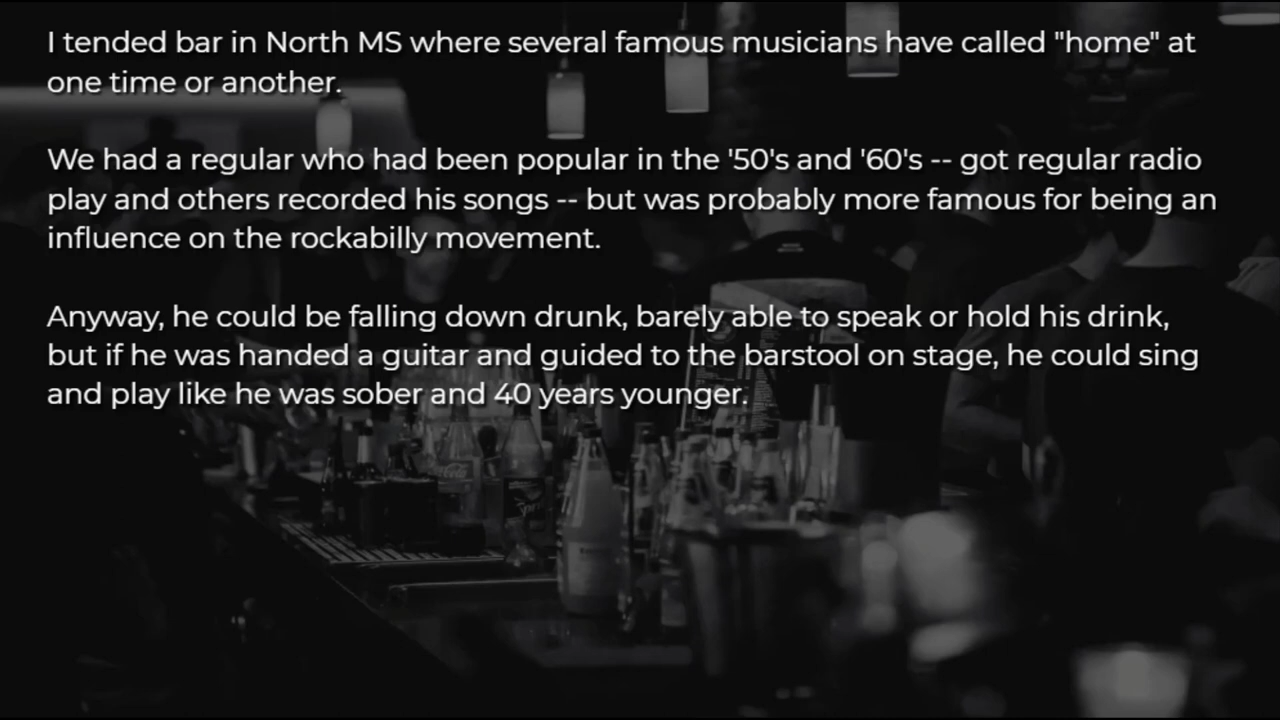 I tended bar in North MS where several famous musicians have called "home" at
one time or another.
We had a regular who had been popular in the '50's and '60's -- got regular radio
play and others recorded his songs -- but was probably more famous for being an
influence on the rockabilly movement.
Anyway, he could be falling down drunk, barely able to speak or hold his drink,
but if he was handed a guitar and guided to the barstool on stage, he could sing
and play like he was sober and 40 years younger.